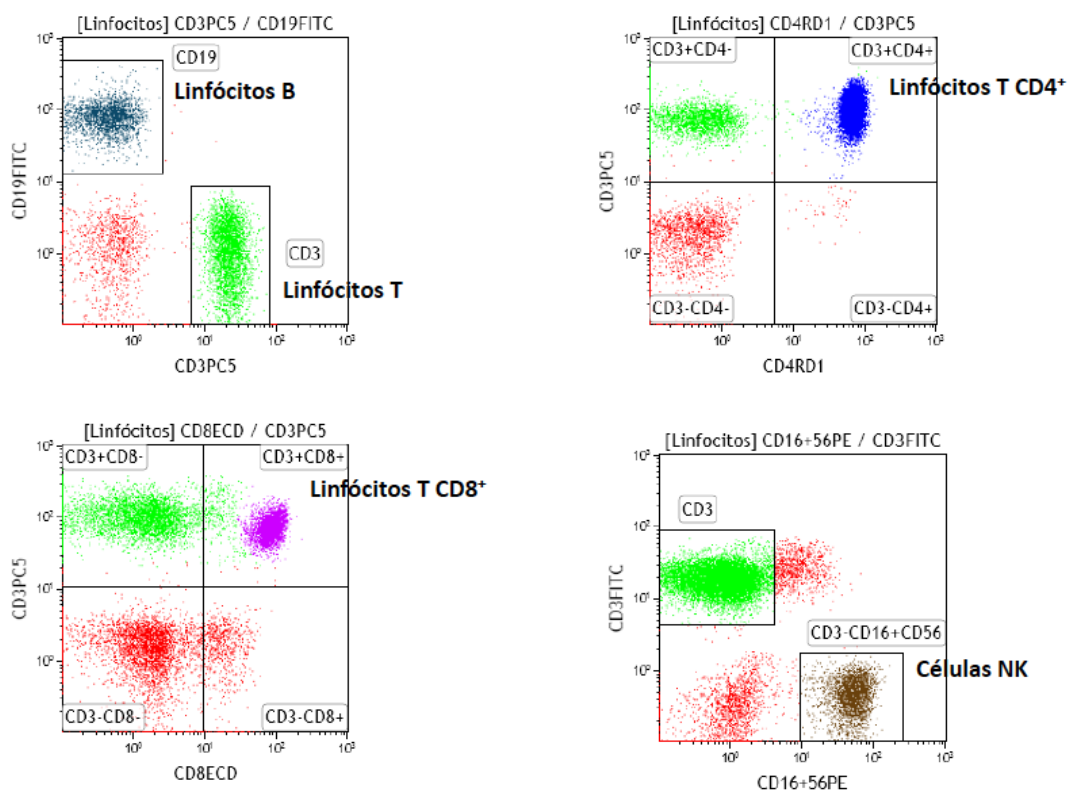 [Linfocitos] CD3PC5 / CD19FITC
10³
10²
10¹
10⁰
CD19FITC
CD19
Linfócitos B
CD3
Linfócitos T
10⁰
10¹
10²
10³
CD3PC5
[Linfocitos] CD4RD1 / CD3PC5
10³
10²
10¹
10⁰
CD3PC5
CD3+CD4-
CD3+CD4+
Linfócitos T CD4⁺
CD3-CD4-
CD3-CD4+
10⁰
10¹
10²
10³
CD4RD1
[Linfócitos] CD8ECD / CD3PC5
10³
10²
10¹
10⁰
CD3PC5
CD3+CD8-
CD3+CD8+
Linfócitos T CD8⁺
CD3-CD8-
CD3-CD8+
10⁰
10¹
10²
10³
CD8ECD
[Linfocitos] CD16+56PE / CD3FITC
10³
10²
10¹
10⁰
CD3FITC
CD3
CD3-CD16+CD56
Células NK
10⁰
10¹
10²
10³
CD16+56PE